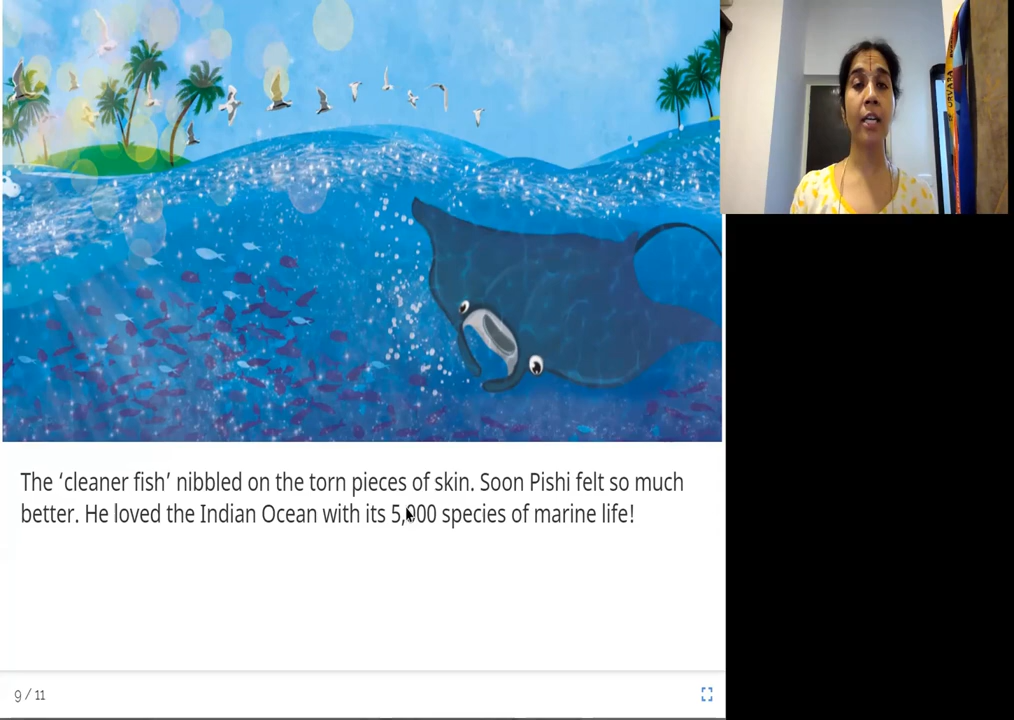 The ‘cleaner fish’ nibbled on the torn pieces of skin. Soon Pishi felt so much
better. He loved the Indian Ocean with its 5,000 species of marine life!
9 / 11